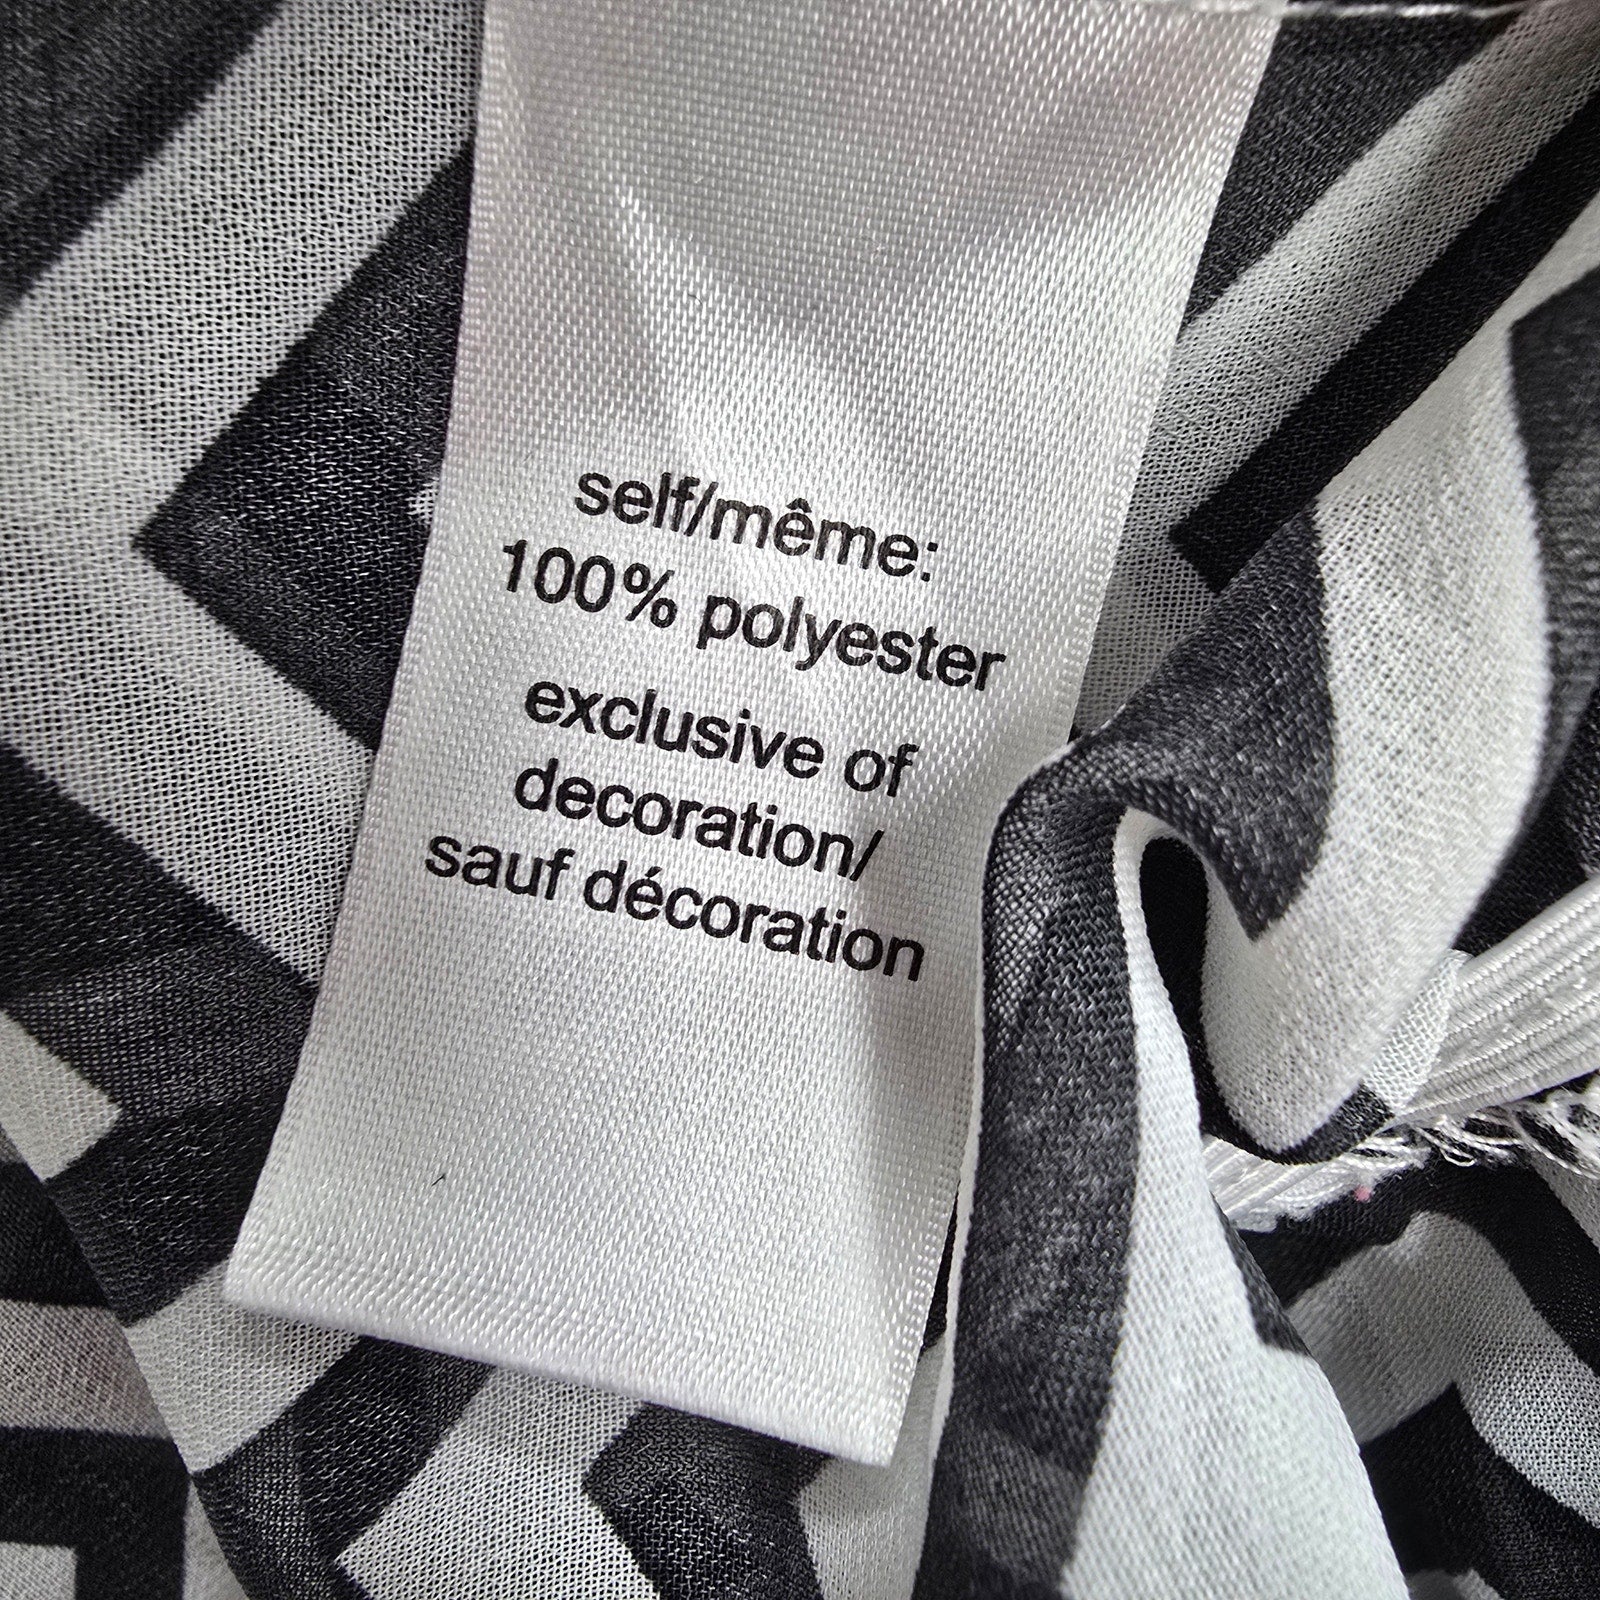 self/même:
100% polyester
exclusive of
decoration/
sauf décoration